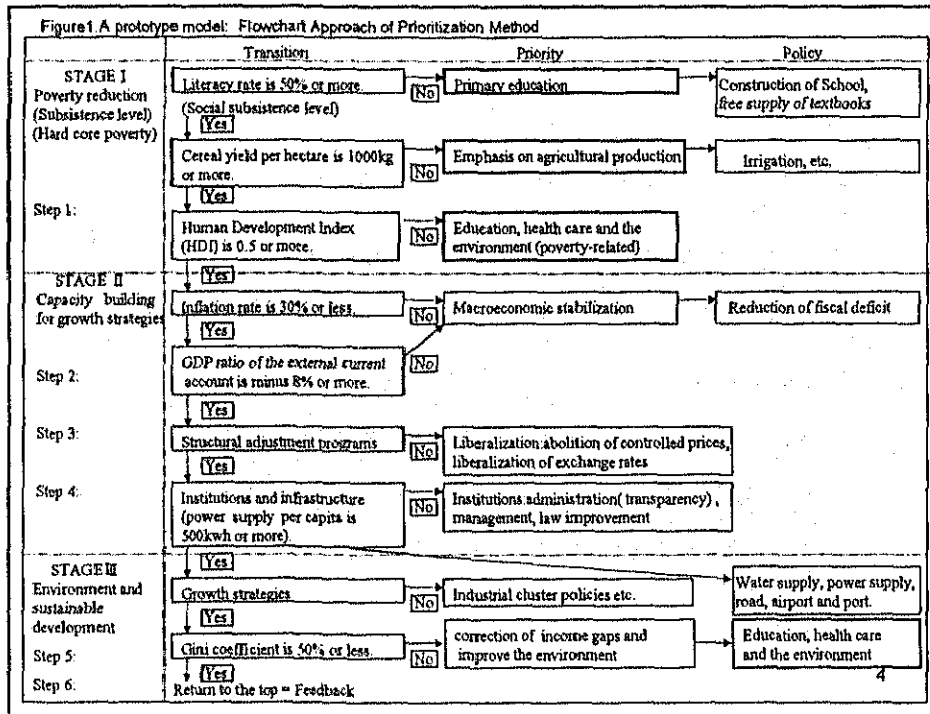 Figure1.A prototype model: Flowchart Approach of Prioritization Method
Transition
Priority
Policy
STAGE I
Poverty reduction
(Subsistence level)
(Hard core poverty)
Literacy rate is 50% or more.
No
Primary education
Construction of School,
free supply of textbooks
(Social subsistence level)
Yes
Cereal yield per hectare is 1000kg
or more.
No
Emphasis on agricultural production
Irrigation, etc.
Yes
Step 1:
Human Development Index
(HDI) is 0.5 or more.
No
Education, health care and the
environment (poverty-related)
Yes
STAGE II
Capacity building
for growth strategies
Inflation rate is 30% or less.
No
Macroeconomic stabilization
Reduction of fiscal deficit
Yes
Step 2:
GDP ratio of the external current
account is minus 8% or more.
No
Yes
Step 3:
Structural adjustment programs
No
Liberalization:abolition of controlled prices,
liberalization of exchange rates
Yes
Step 4:
Institutions and infrastructure
(power supply per capita is
500kwh or more).
No
Institutions:administration( transparency) ,
management, law improvement
Yes
STAGE III
Environment and
sustainable
development
Growth strategies
No
Industrial cluster policies etc.
Water supply, power supply,
road, airport and port.
Yes
Step 5:
Gini coefficient is 50% or less.
No
correction of income gaps and
improve the environment
Education, health care
and the environment
Yes
Step 6:
Return to the top = Feedback
4